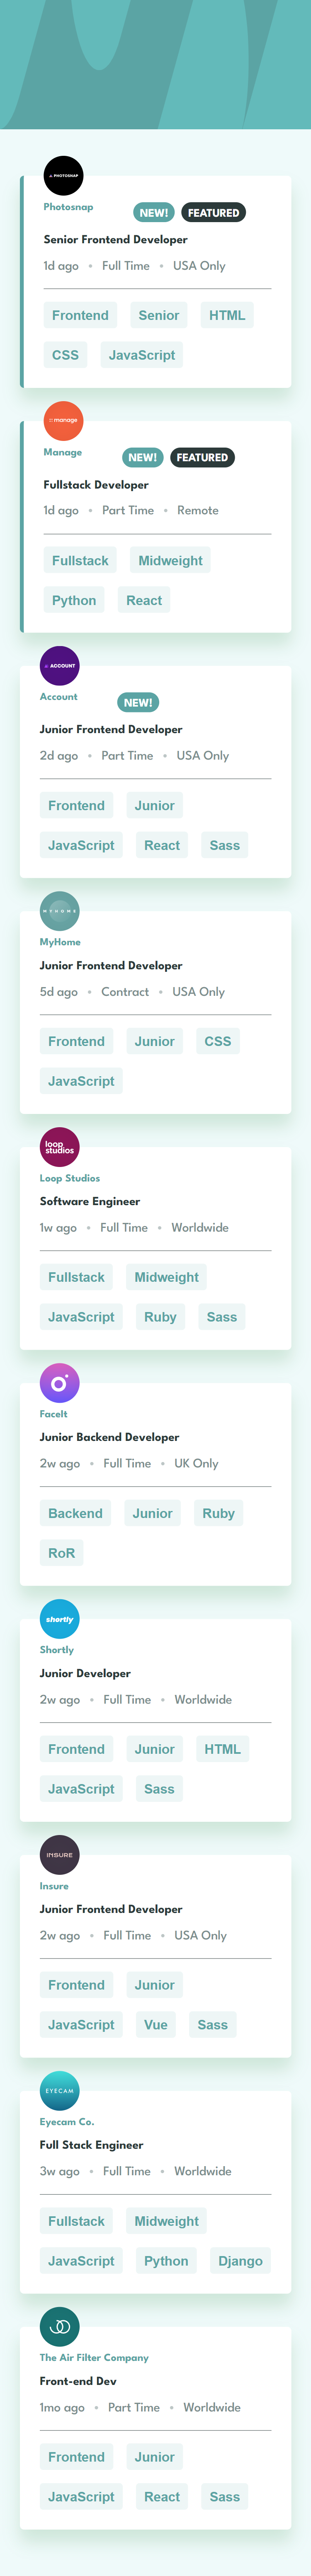 PHOTOSNAP
Photosnap NEW! FEATURED
Senior Frontend Developer
1d ago • Full Time • USA Only
Frontend Senior HTML
CSS JavaScript
manage
Manage NEW! FEATURED
Fullstack Developer
1d ago • Part Time • Remote
Fullstack Midweight
Python React
ACCOUNT
Account NEW!
Junior Frontend Developer
2d ago • Part Time • USA Only
Frontend Junior
JavaScript React Sass
MYHOME
MyHome
Junior Frontend Developer
5d ago • Contract • USA Only
Frontend Junior CSS
JavaScript
loop
studios
Loop Studios
Software Engineer
1w ago • Full Time • Worldwide
Fullstack Midweight
JavaScript Ruby Sass
FaceIt
Junior Backend Developer
2w ago • Full Time • UK Only
Backend Junior Ruby
RoR
shortly
Shortly
Junior Developer
2w ago • Full Time • Worldwide
Frontend Junior HTML
JavaScript Sass
INSURE
Insure
Junior Frontend Developer
2w ago • Full Time • USA Only
Frontend Junior
JavaScript Vue Sass
EYECAM
Eyecam Co.
Full Stack Engineer
3w ago • Full Time • Worldwide
Fullstack Midweight
JavaScript Python Django
The Air Filter Company
Front-end Dev
1mo ago • Part Time • Worldwide
Frontend Junior
JavaScript React Sass